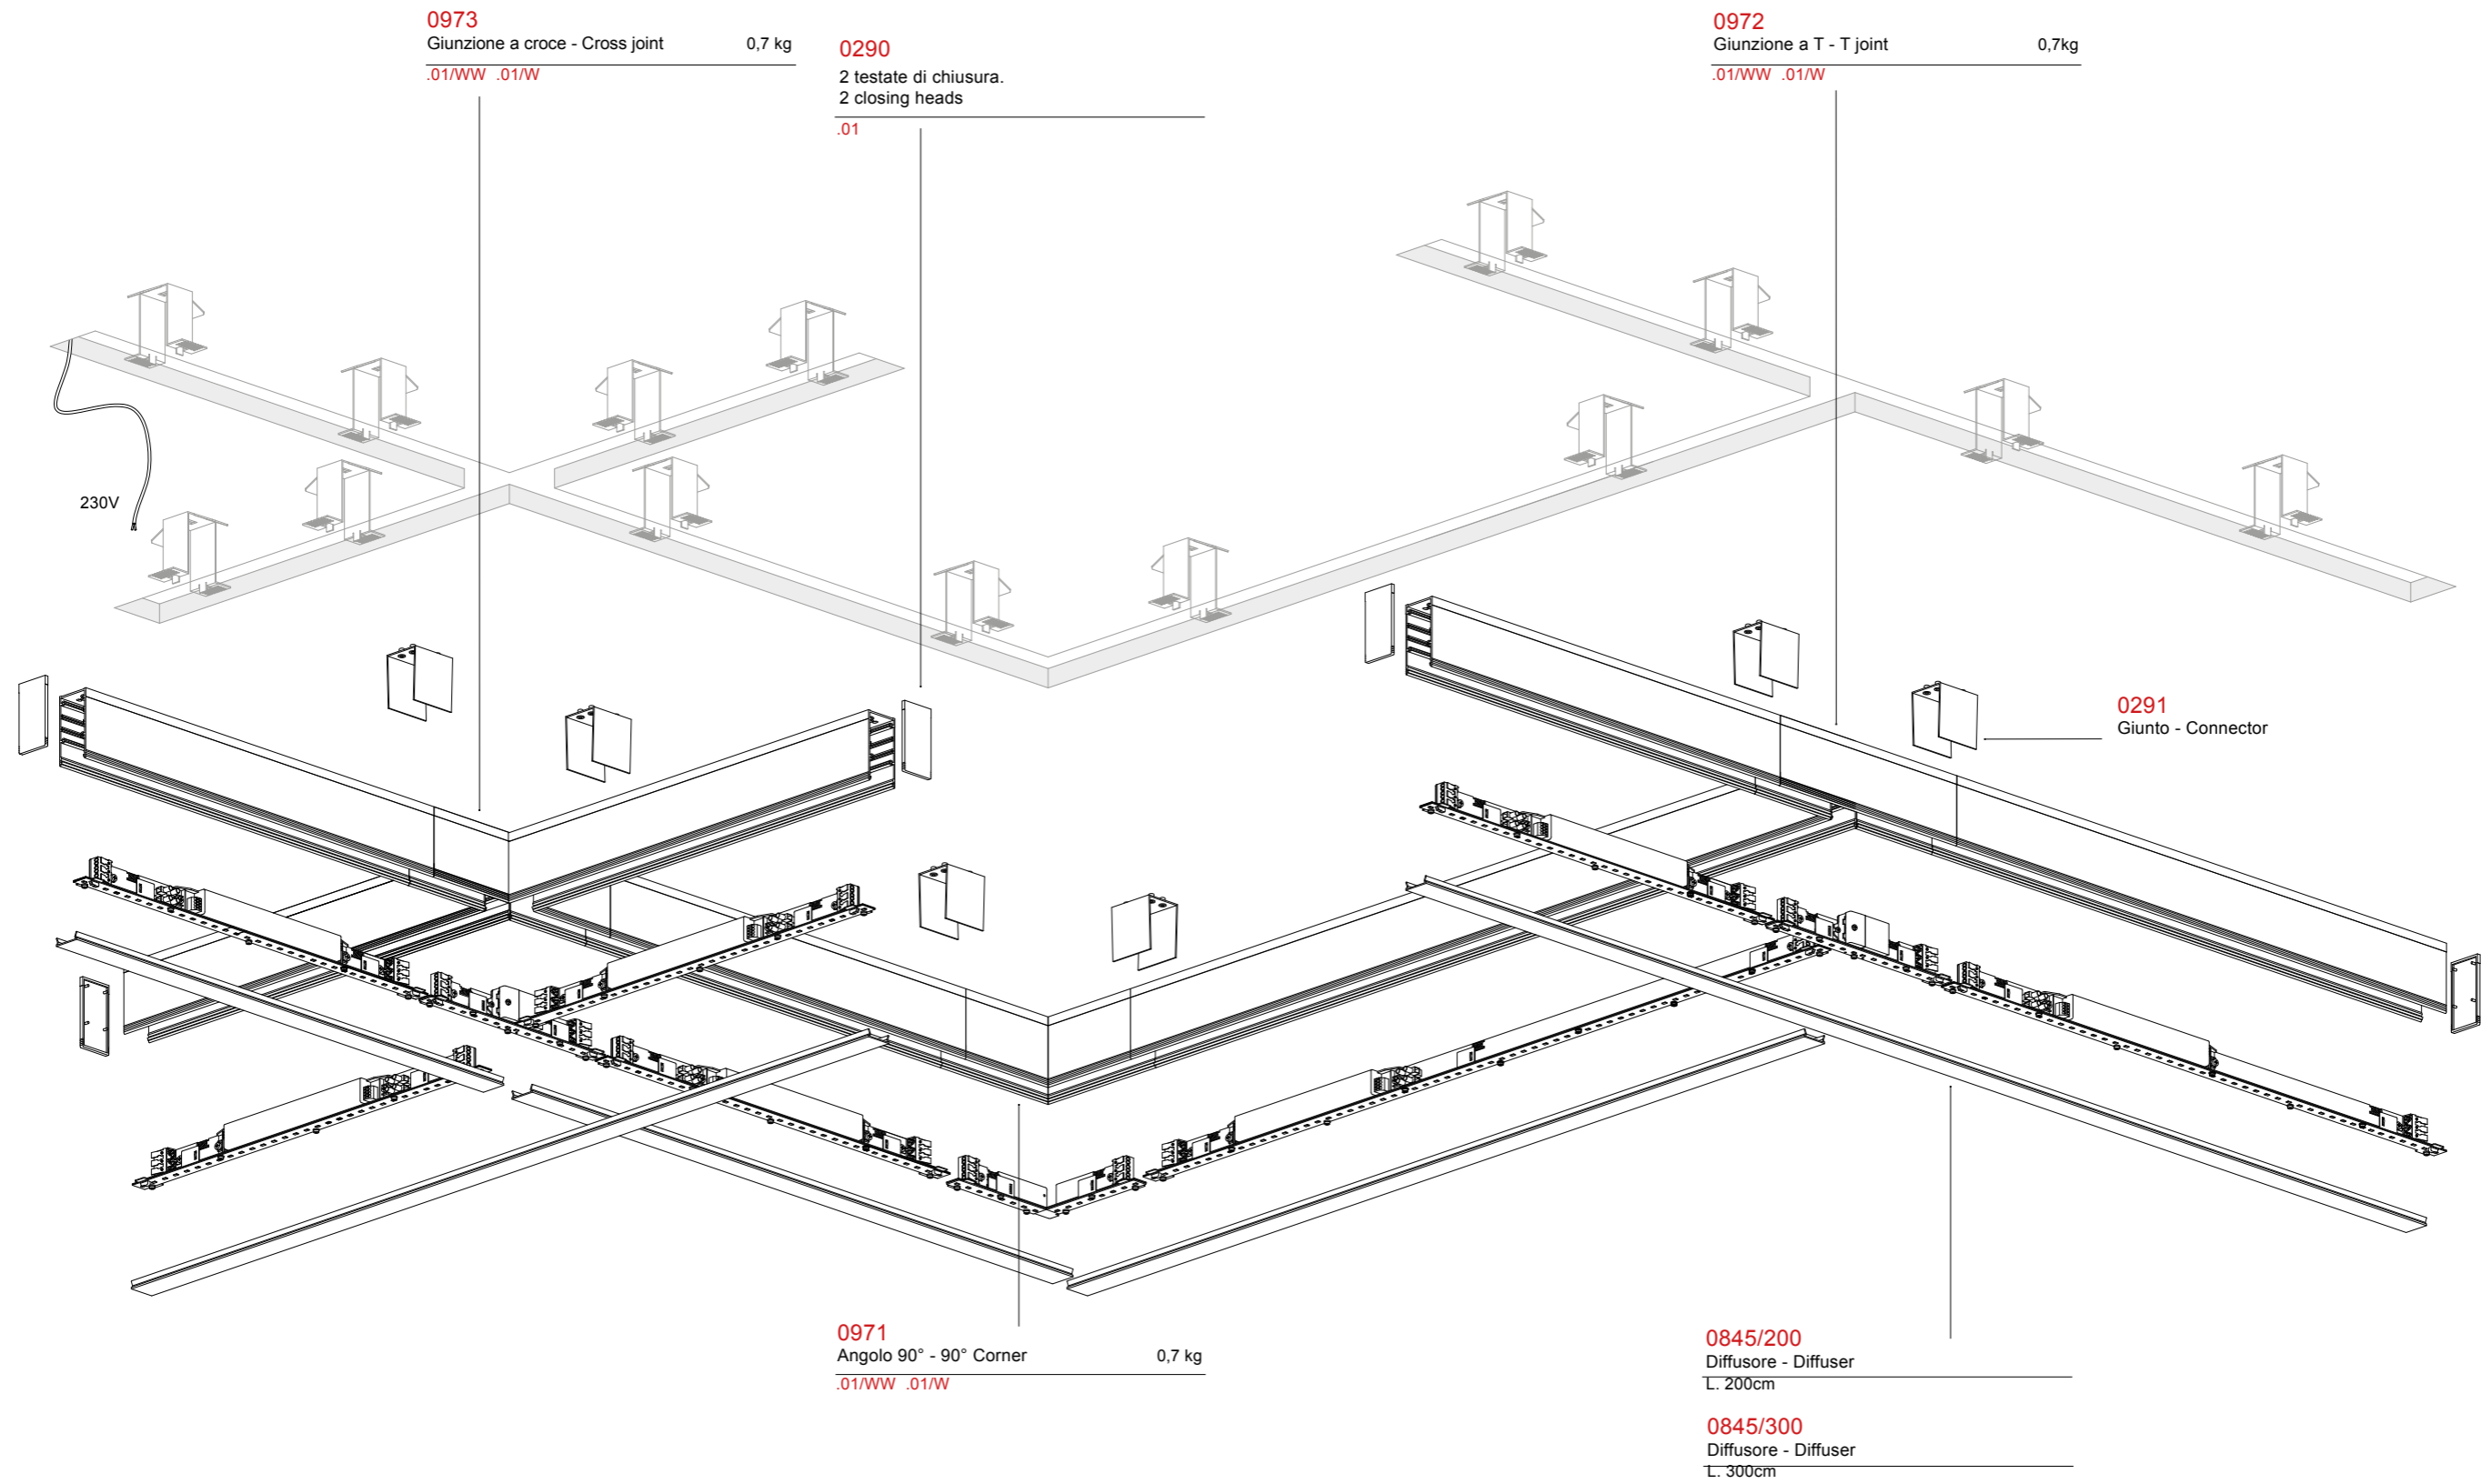 0973
Giunzione a croce - Cross joint 0,7 kg
.01/WW .01/W
0290
2 testate di chiusura.
2 closing heads
.01
0972
Giunzione a T - T joint 0,7kg
.01/WW .01/W
230V
0291
Giunto - Connector
0971
Angolo 90° - 90° Corner 0,7 kg
.01/WW .01/W
0845/200
Diffusore - Diffuser
L. 200cm
0845/300
Diffusore - Diffuser
L. 300cm